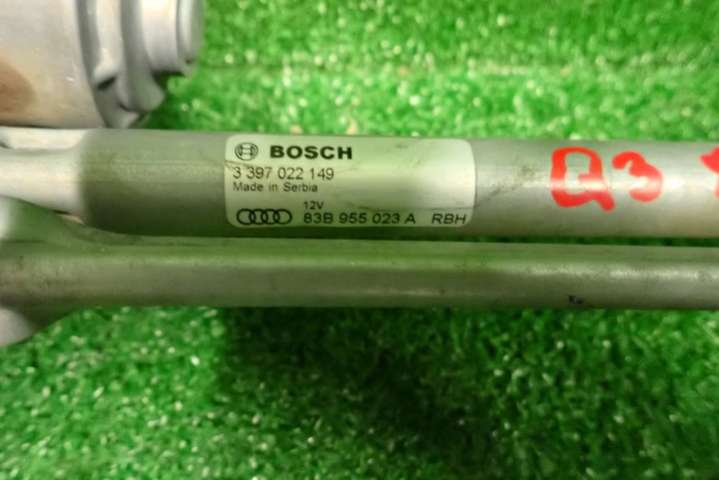 BOSCH
3 397 022 149
Made in Serbia
12V
83B 955 023 A RBH
Q3